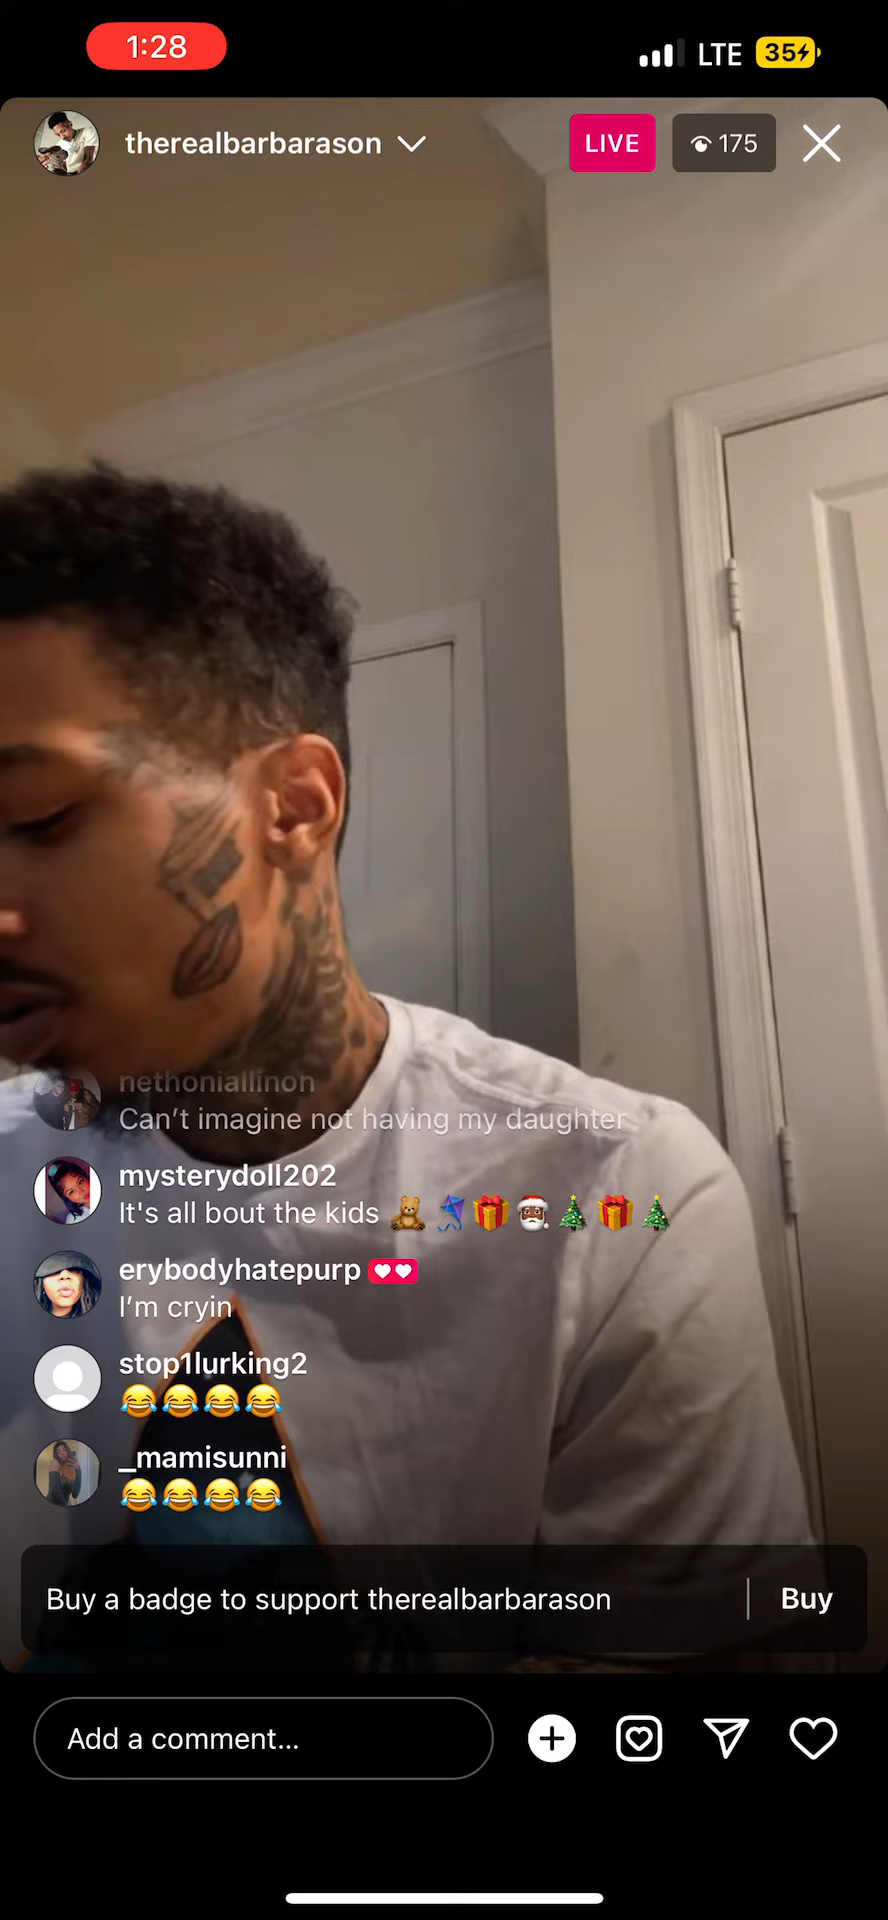 1:28
LTE
35
therealbarbarason
LIVE
175
nethoniallinon
Can’t imagine not having my daughter
mysterydoll202
It's all bout the kids 🧸🪁🎁🎅🏾🎄🎁🎄
erybodyhatepurp
I’m cryin
stop1lurking2
😂😂😂😂
_mamisunni
😂😂😂😂
Buy a badge to support therealbarbarason
Buy
Add a comment...